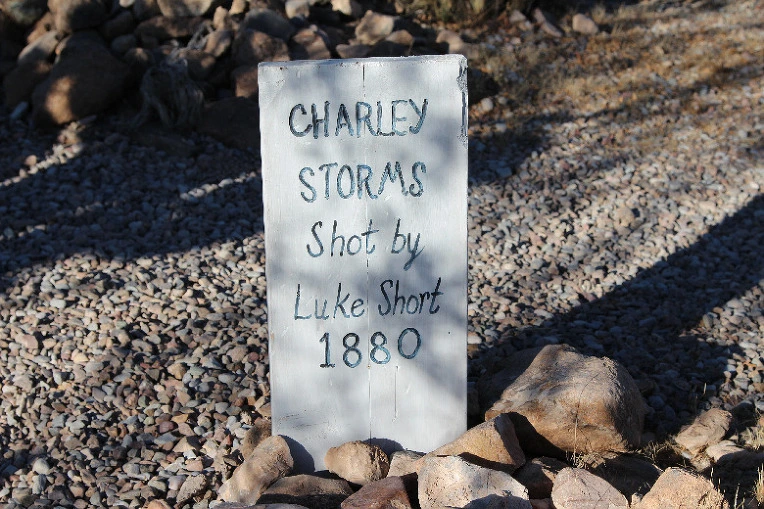 CHARLEY
STORMS
Shot by
Luke Short
1880